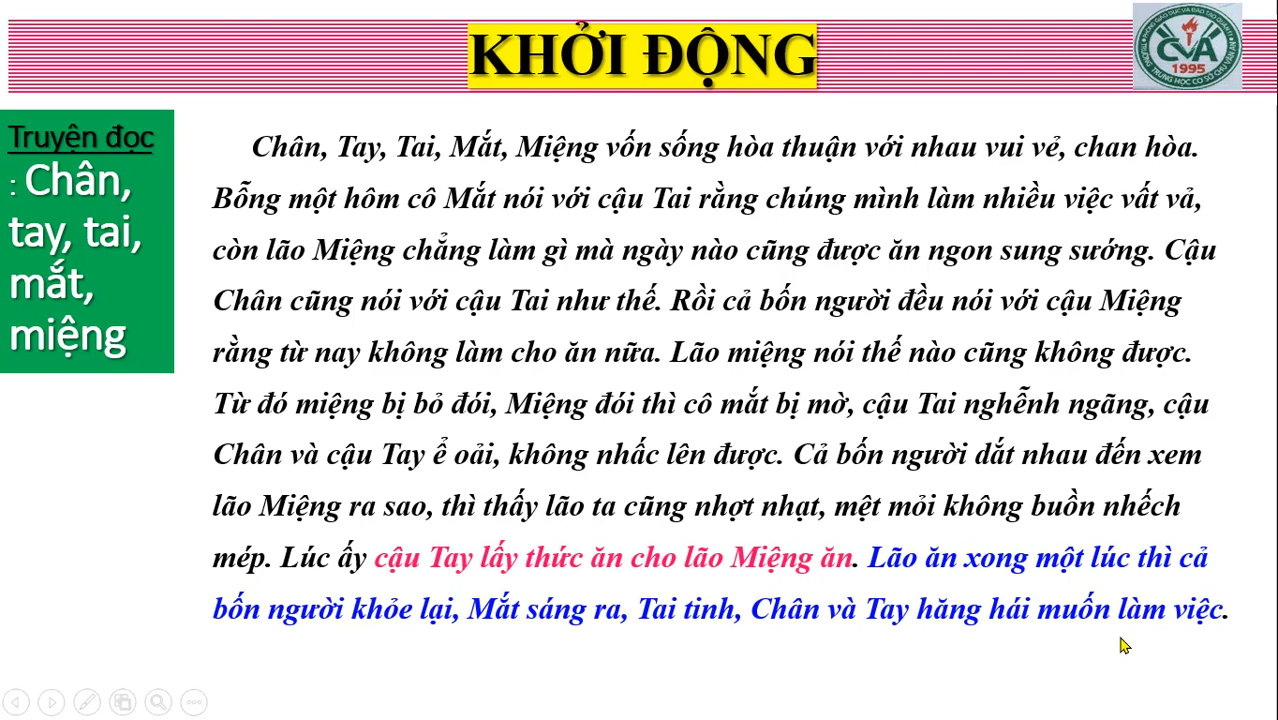 KHỞI ĐỘNG
CVA
1995
Truyện đọc
: Chân,
tay, tai,
mắt,
miệng
Chân, Tay, Tai, Mắt, Miệng vốn sống hòa thuận với nhau vui vẻ, chan hòa.
Bỗng một hôm cô Mắt nói với cậu Tai rằng chúng mình làm nhiều việc vất vả,
còn lão Miệng chẳng làm gì mà ngày nào cũng được ăn ngon sung sướng. Cậu
Chân cũng nói với cậu Tai như thế. Rồi cả bốn người đều nói với cậu Miệng
rằng từ nay không làm cho ăn nữa. Lão miệng nói thế nào cũng không được.
Từ đó miệng bị bỏ đói, Miệng đói thì cô mắt bị mờ, cậu Tai nghễnh ngãng, cậu
Chân và cậu Tay ể oải, không nhấc lên được. Cả bốn người dắt nhau đến xem
lão Miệng ra sao, thì thấy lão ta cũng nhợt nhạt, mệt mỏi không buồn nhếch
mép. Lúc ấy cậu Tay lấy thức ăn cho lão Miệng ăn. Lão ăn xong một lúc thì cả
bốn người khỏe lại, Mắt sáng ra, Tai tinh, Chân và Tay hăng hái muốn làm việc.